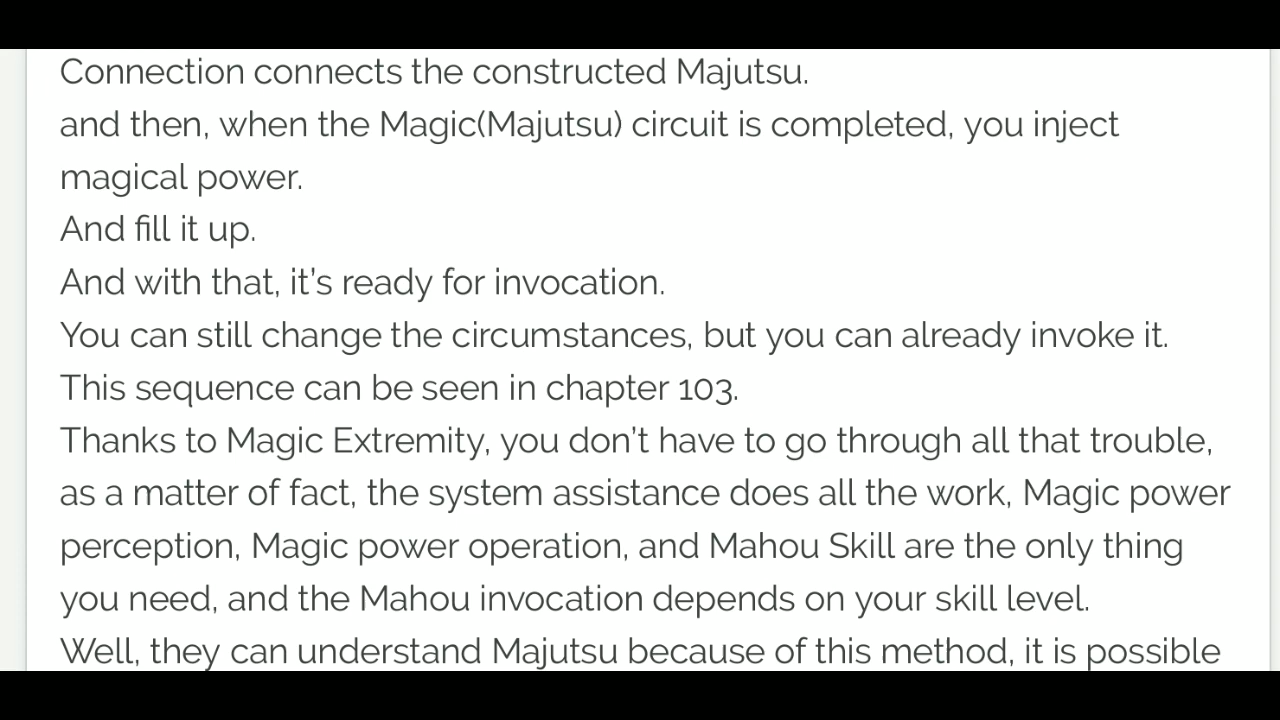 Connection connects the constructed Majutsu.
and then, when the Magic(Majutsu) circuit is completed, you inject
magical power.
And fill it up.
And with that, it’s ready for invocation.
You can still change the circumstances, but you can already invoke it.
This sequence can be seen in chapter 103.
Thanks to Magic Extremity, you don’t have to go through all that trouble,
as a matter of fact, the system assistance does all the work, Magic power
perception, Magic power operation, and Mahou Skill are the only thing
you need, and the Mahou invocation depends on your skill level.
Well, they can understand Majutsu because of this method, it is possible